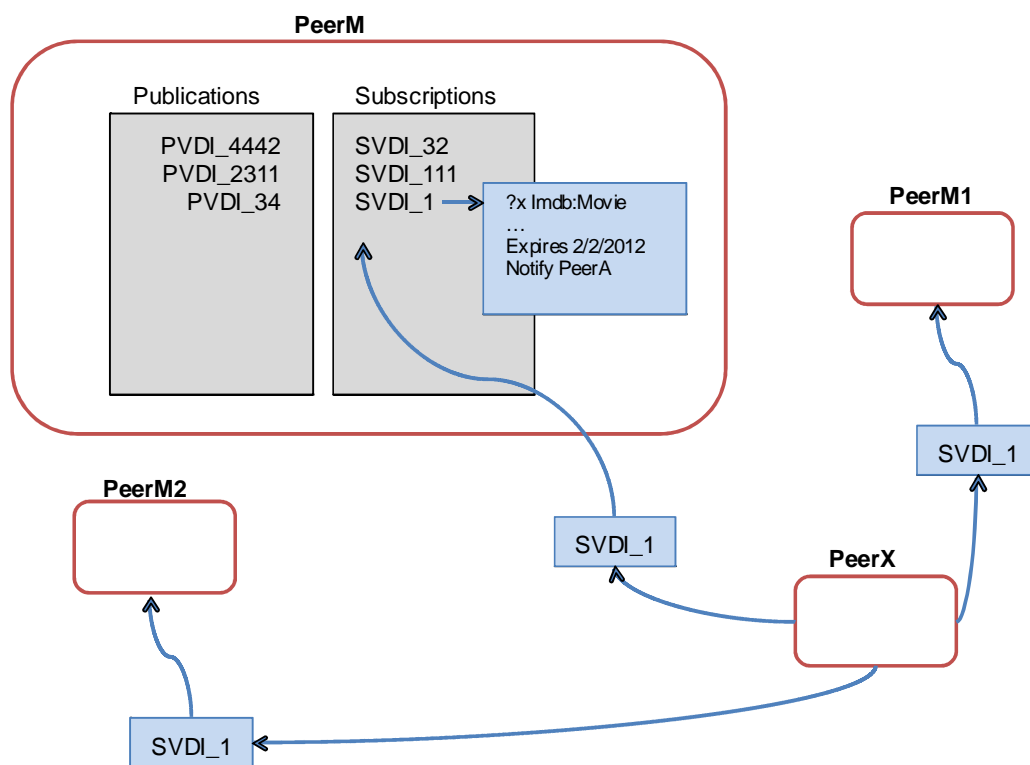 PeerM
Publications
Subscriptions
PVDI_4442
PVDI_2311
PVDI_34
SVDI_32
SVDI_111
SVDI_1
?x Imdb:Movie
…
Expires 2/2/2012
Notify PeerA
PeerM1
SVDI_1
PeerM2
SVDI_1
PeerX
SVDI_1